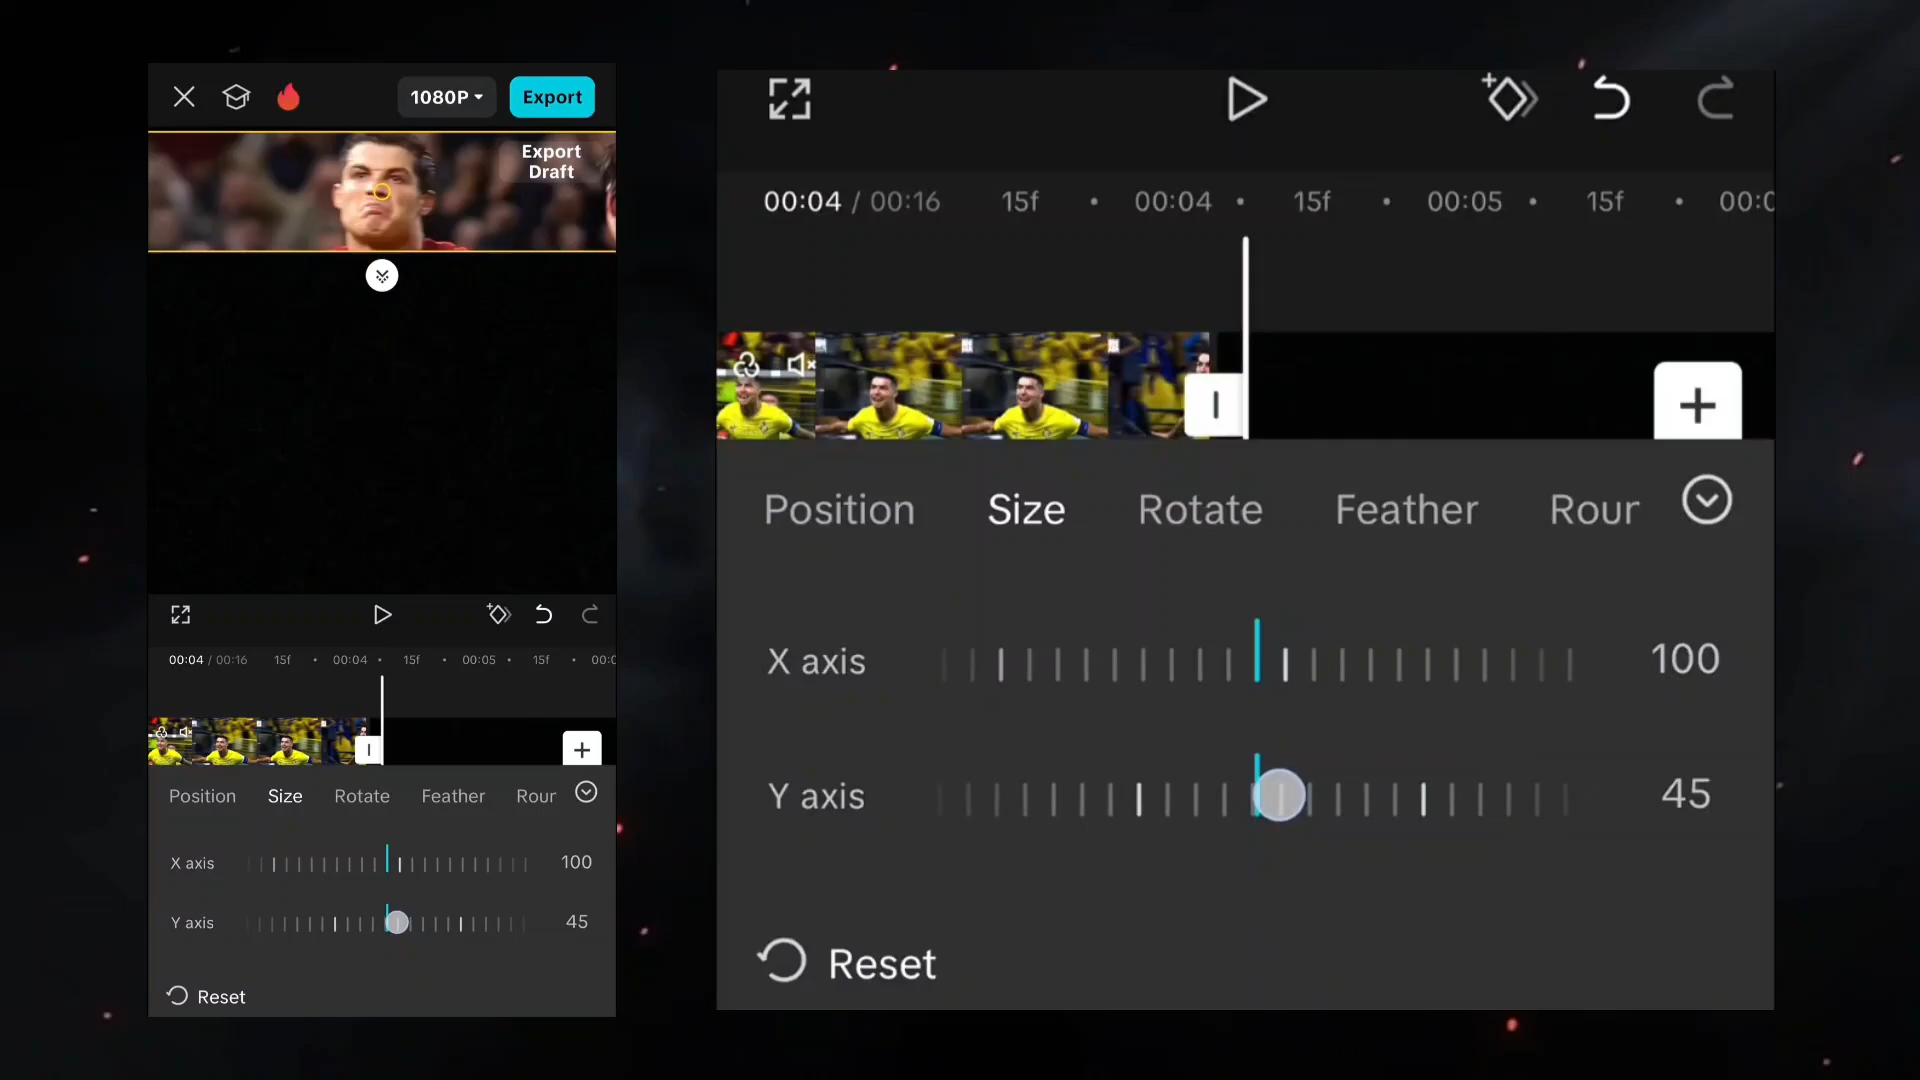 1080P Export
Export
Draft
00:04 / 00:16 15f 00:04 15f 00:05 15f 00:0
Position Size Rotate Feather Rour
X axis 100
Y axis 45
Reset
00:04 / 00:16 15f 00:04 15f 00:05 15f 00:0
Position Size Rotate Feather Rour
X axis 100
Y axis 45
Reset